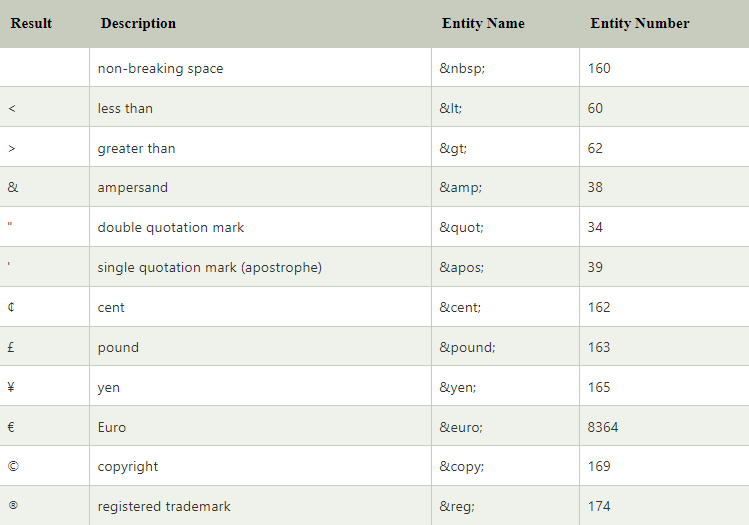 Result Description Entity Name Entity Number
non-breaking space &nbsp; 160
< less than &lt; 60
> greater than &gt; 62
& ampersand &amp; 38
" double quotation mark &quot; 34
' single quotation mark (apostrophe) &apos; 39
¢ cent &cent; 162
£ pound &pound; 163
¥ yen &yen; 165
€ Euro &euro; 8364
© copyright &copy; 169
® registered trademark &reg; 174